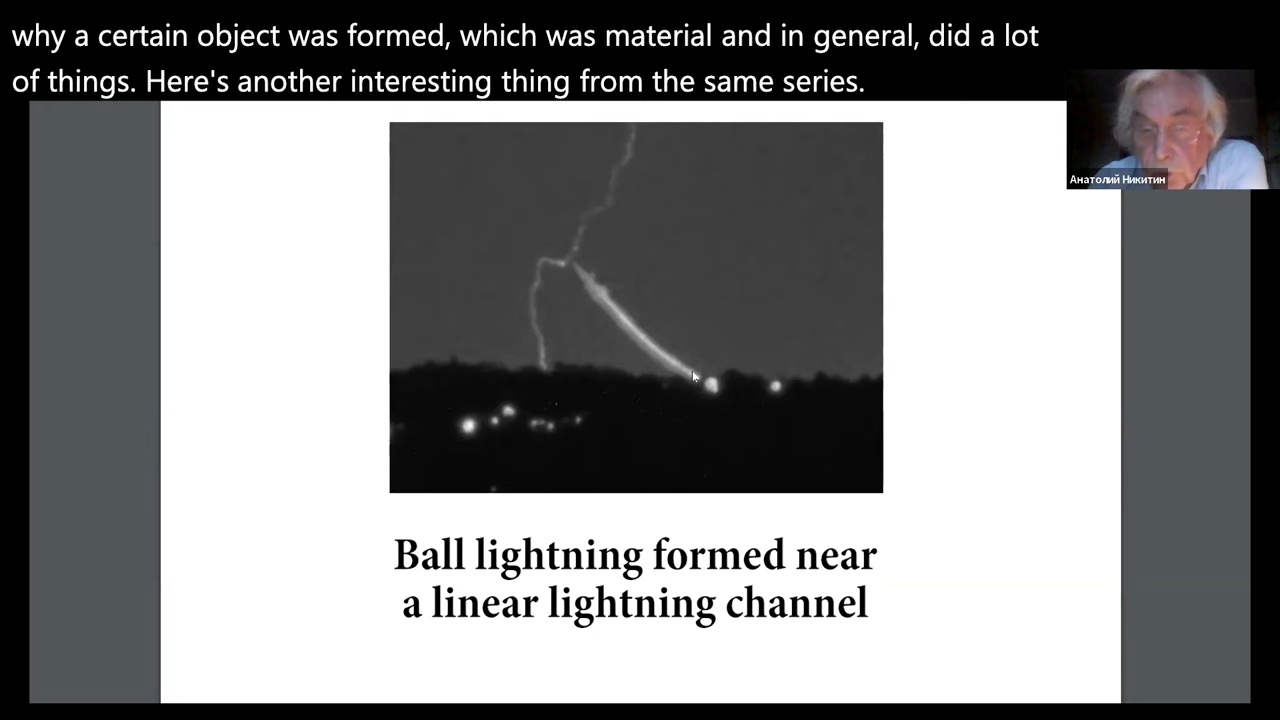 why a certain object was formed, which was material and in general, did a lot
of things. Here's another interesting thing from the same series.
Анатолий Никитин
Ball lightning formed near
a linear lightning channel